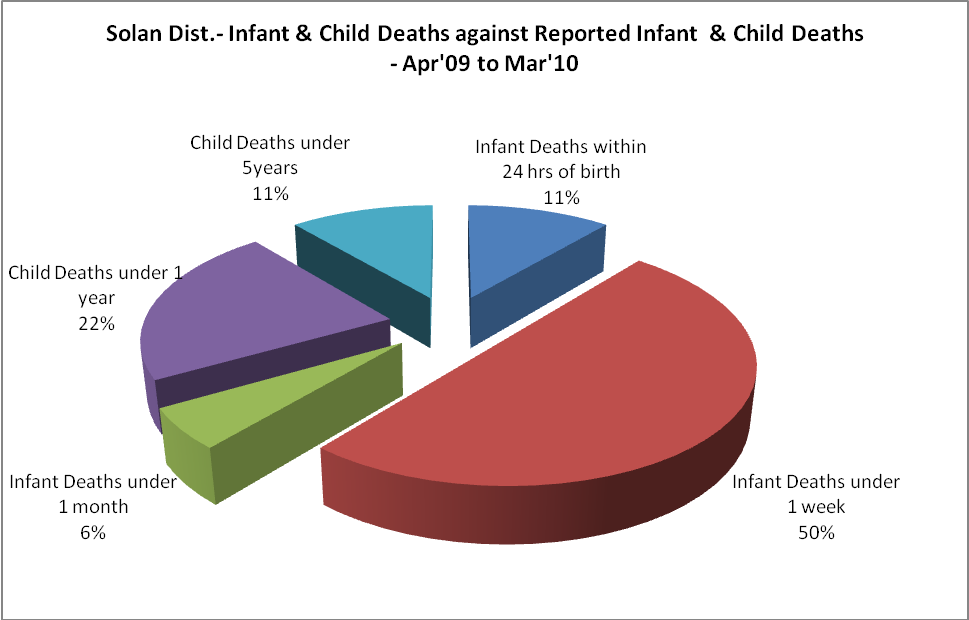 Solan Dist.- Infant & Child Deaths against Reported Infant & Child Deaths
- Apr'09 to Mar'10
Child Deaths under
5years
11%
Infant Deaths within
24 hrs of birth
11%
Child Deaths under 1
year
22%
Infant Deaths under
1 month
6%
Infant Deaths under
1 week
50%